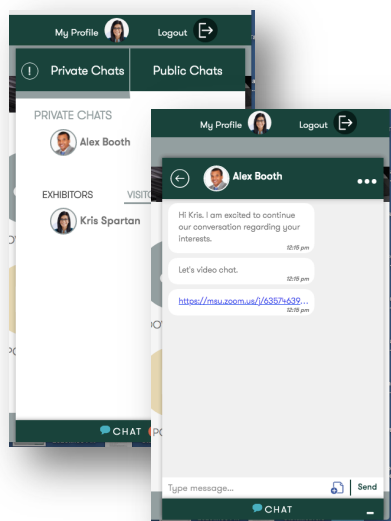 My Profile Logout
! Private Chats Public Chats
PRIVATE CHATS
Alex Booth
EXHIBITORS VISITO
Kris Spartan
CHAT
My Profile Logout
Alex Booth
Hi Kris. I am excited to continue
our conversation regarding your
interests.
12:15 pm
Let's video chat.
12:15 pm
https://msu.zoom.us/j/63574639...
12:15 pm
Type message... Send
CHAT